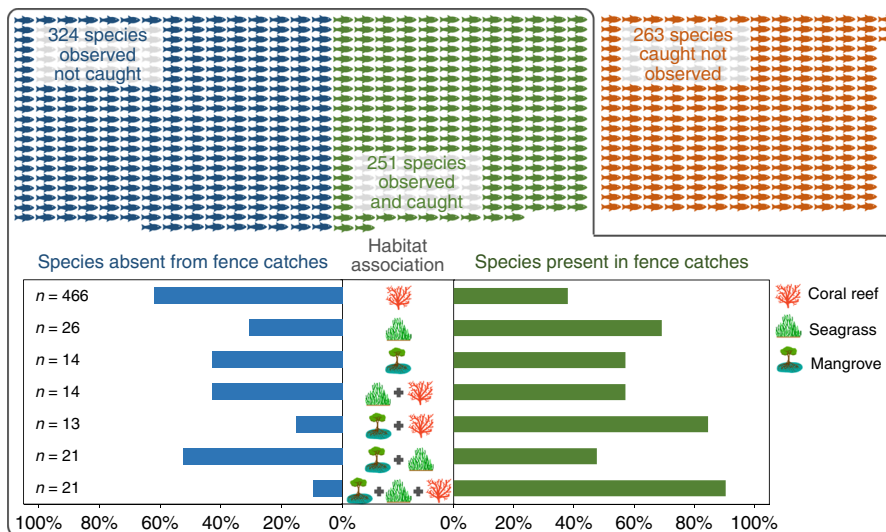 324 species
observed
not caught
251 species
observed
and caught
263 species
caught not
observed
Species absent from fence catches
Habitat
association
Species present in fence catches
n = 466
n = 26
n = 14
n = 14
n = 13
n = 21
n = 21
+
+
+
+ +
Coral reef
Seagrass
Mangrove
100% 80% 60% 40% 20% 0%
0% 20% 40% 60% 80% 100%